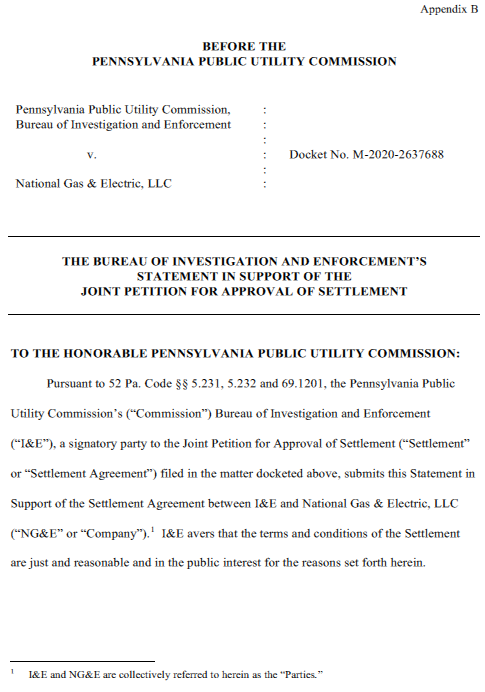 Appendix B
BEFORE THE
PENNSYLVANIA PUBLIC UTILITY COMMISSION
Pennsylvania Public Utility Commission, :
Bureau of Investigation and Enforcement :
:
v. : Docket No. M-2020-2637688
:
National Gas & Electric, LLC :
THE BUREAU OF INVESTIGATION AND ENFORCEMENT'S
STATEMENT IN SUPPORT OF THE
JOINT PETITION FOR APPROVAL OF SETTLEMENT
TO THE HONORABLE PENNSYLVANIA PUBLIC UTILITY COMMISSION:
Pursuant to 52 Pa. Code §§ 5.231, 5.232 and 69.1201, the Pennsylvania Public
Utility Commission's (“Commission”) Bureau of Investigation and Enforcement
(“I&E”), a signatory party to the Joint Petition for Approval of Settlement (“Settlement”
or “Settlement Agreement”) filed in the matter docketed above, submits this Statement in
Support of the Settlement Agreement between I&E and National Gas & Electric, LLC
(“NG&E” or “Company”).1 I&E avers that the terms and conditions of the Settlement
are just and reasonable and in the public interest for the reasons set forth herein.
1 I&E and NG&E are collectively referred to herein as the “Parties.”